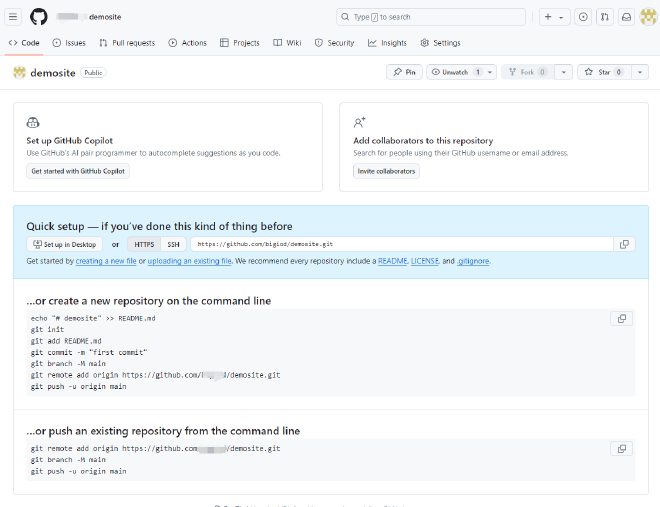 demosite
Type / to search
Code
Issues
Pull requests
Actions
Projects
Wiki
Security
Insights
Settings
demosite Public
Pin
Unwatch 1
Fork 0
Star 0
Set up GitHub Copilot
Use GitHub's AI pair programmer to autocomplete suggestions as you code.
Get started with GitHub Copilot
Add collaborators to this repository
Search for people using their GitHub username or email address.
Invite collaborators
Quick setup — if you've done this kind of thing before
Set up in Desktop or HTTPS SSH https://github.com/bigiod/demosite.git
Get started by creating a new file or uploading an existing file. We recommend every repository include a README, LICENSE, and .gitignore.
...or create a new repository on the command line
echo "# demosite" >> README.md
git init
git add README.md
git commit -m "first commit"
git branch -M main
git remote add origin https://github.com/ /demosite.git
git push -u origin main
...or push an existing repository from the command line
git remote add origin https://github.com /demosite.git
git branch -M main
git push -u origin main